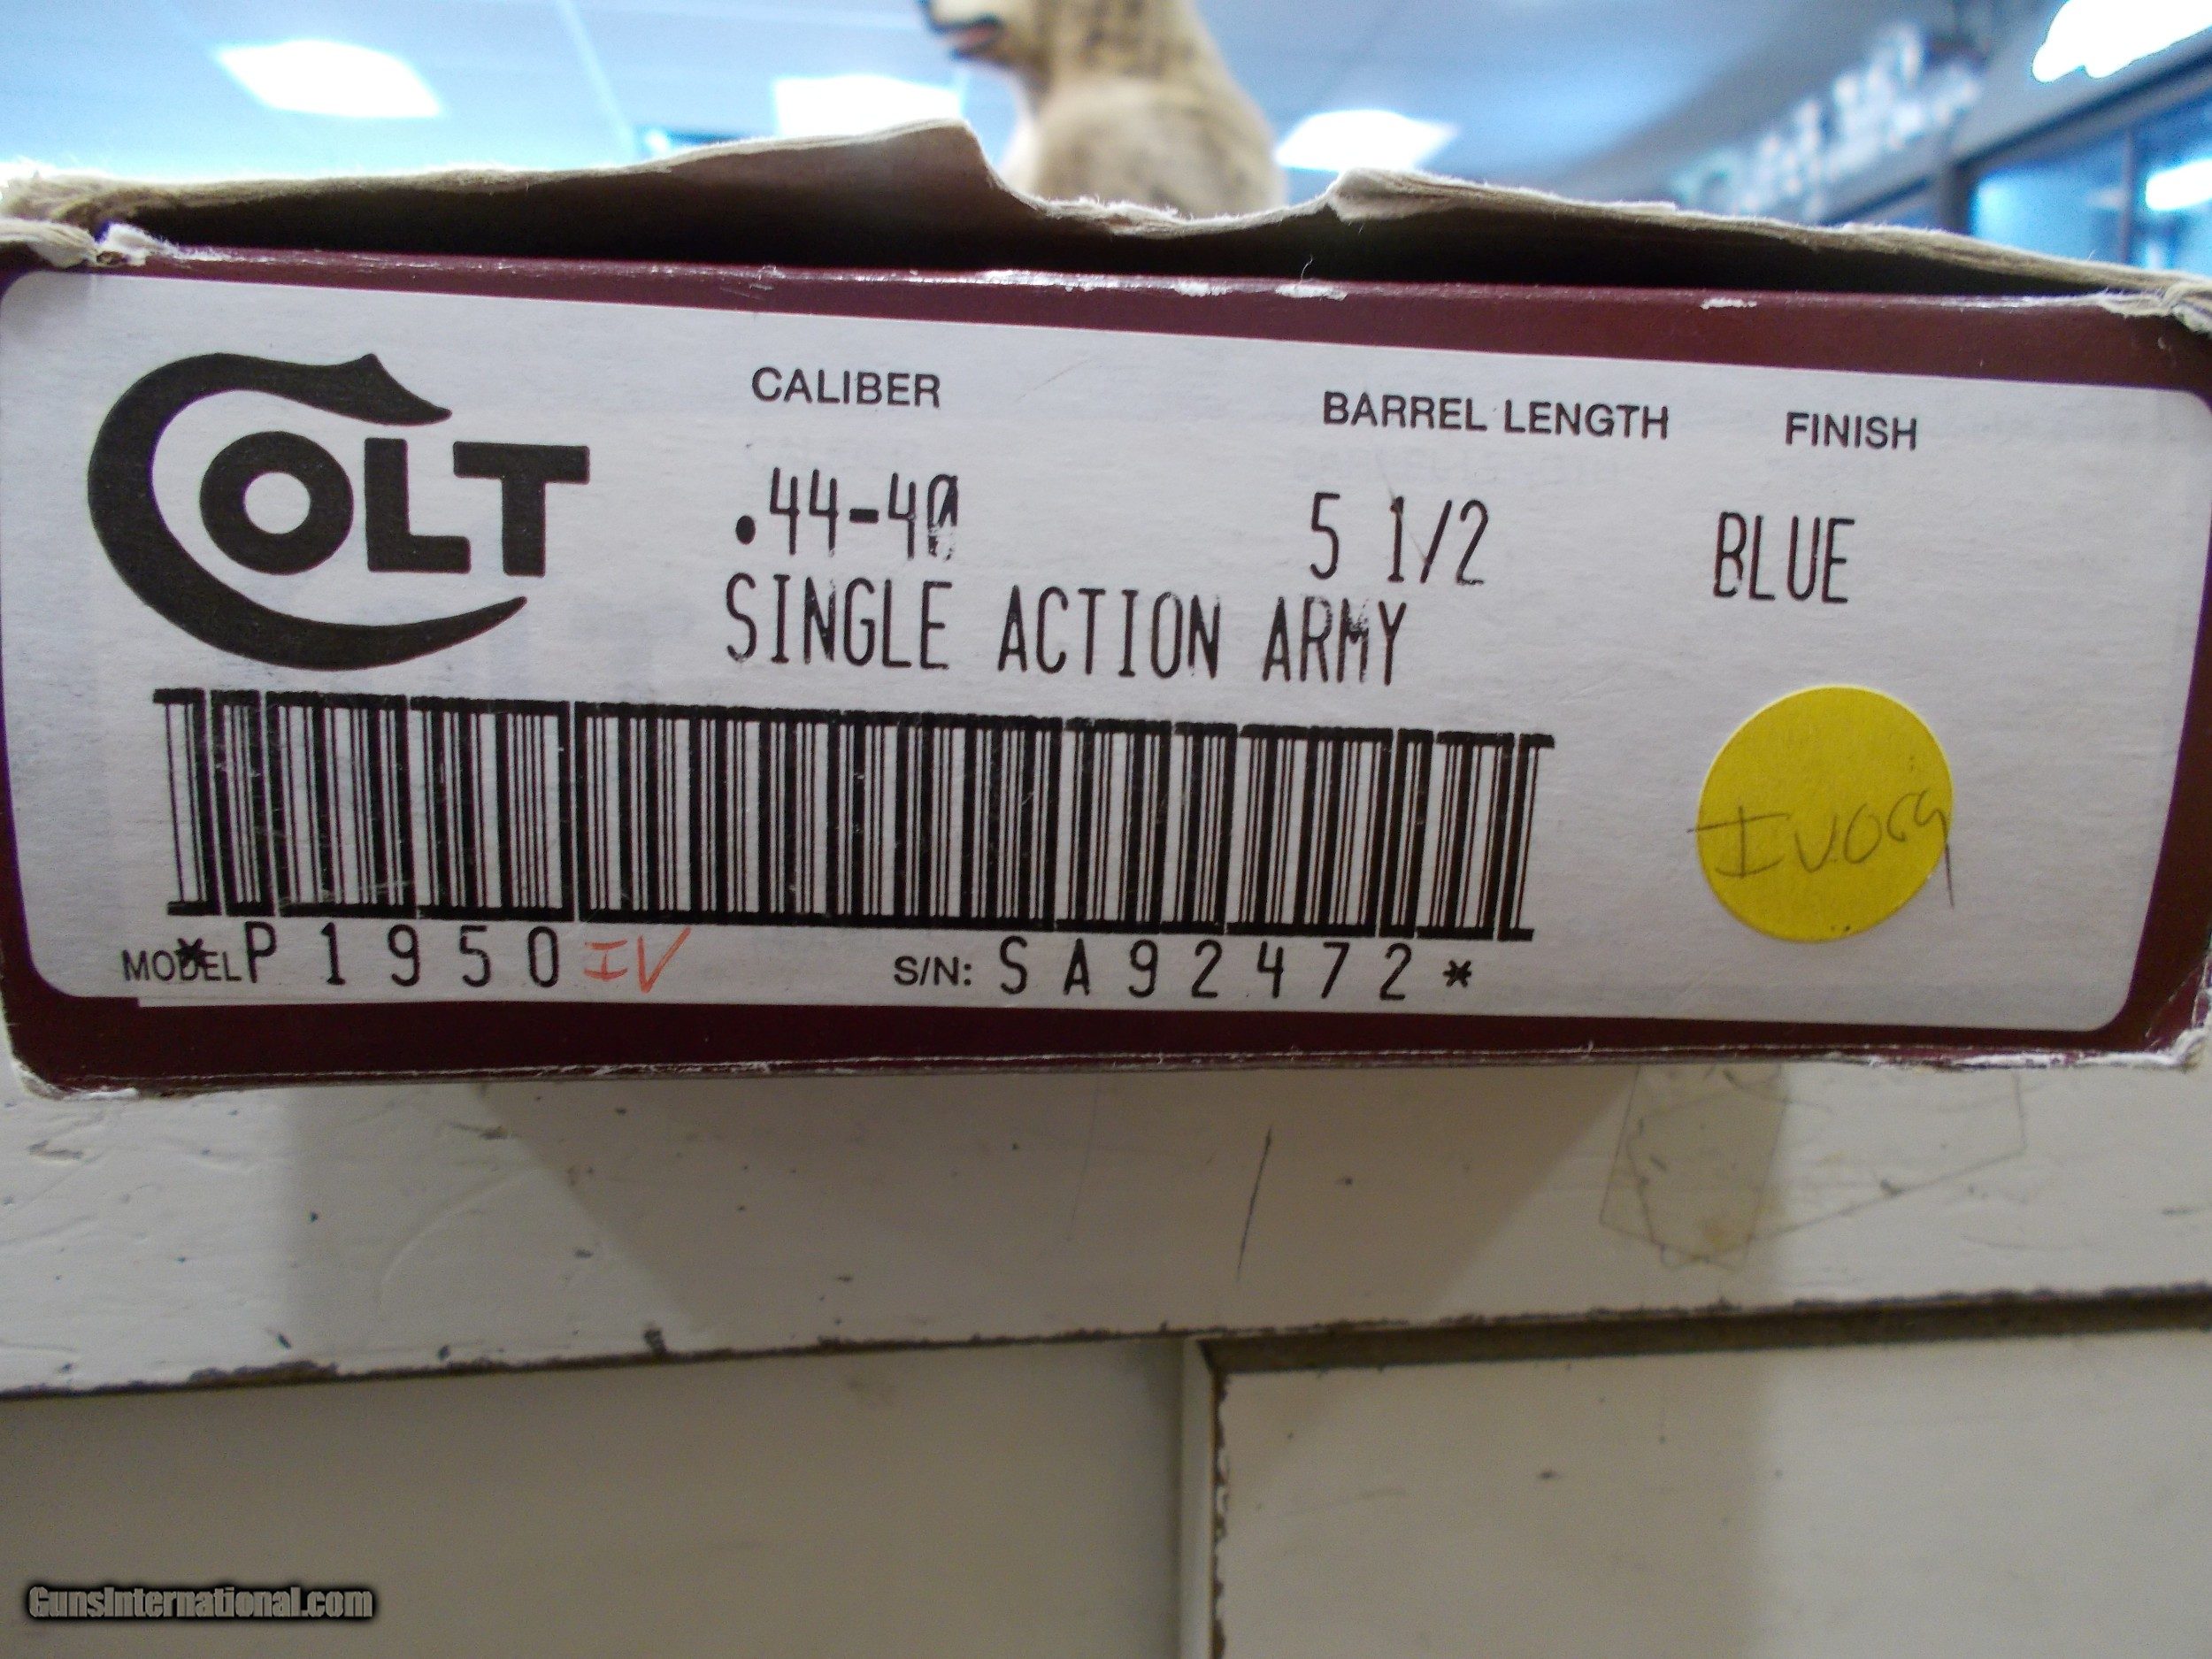 COLT
CALIBER BARREL LENGTH FINISH
.44-40 5 1/2 BLUE
SINGLE ACTION ARMY
Ivory
MODEL *P1950 IV S/N: SA92472*
GunsInternational.com